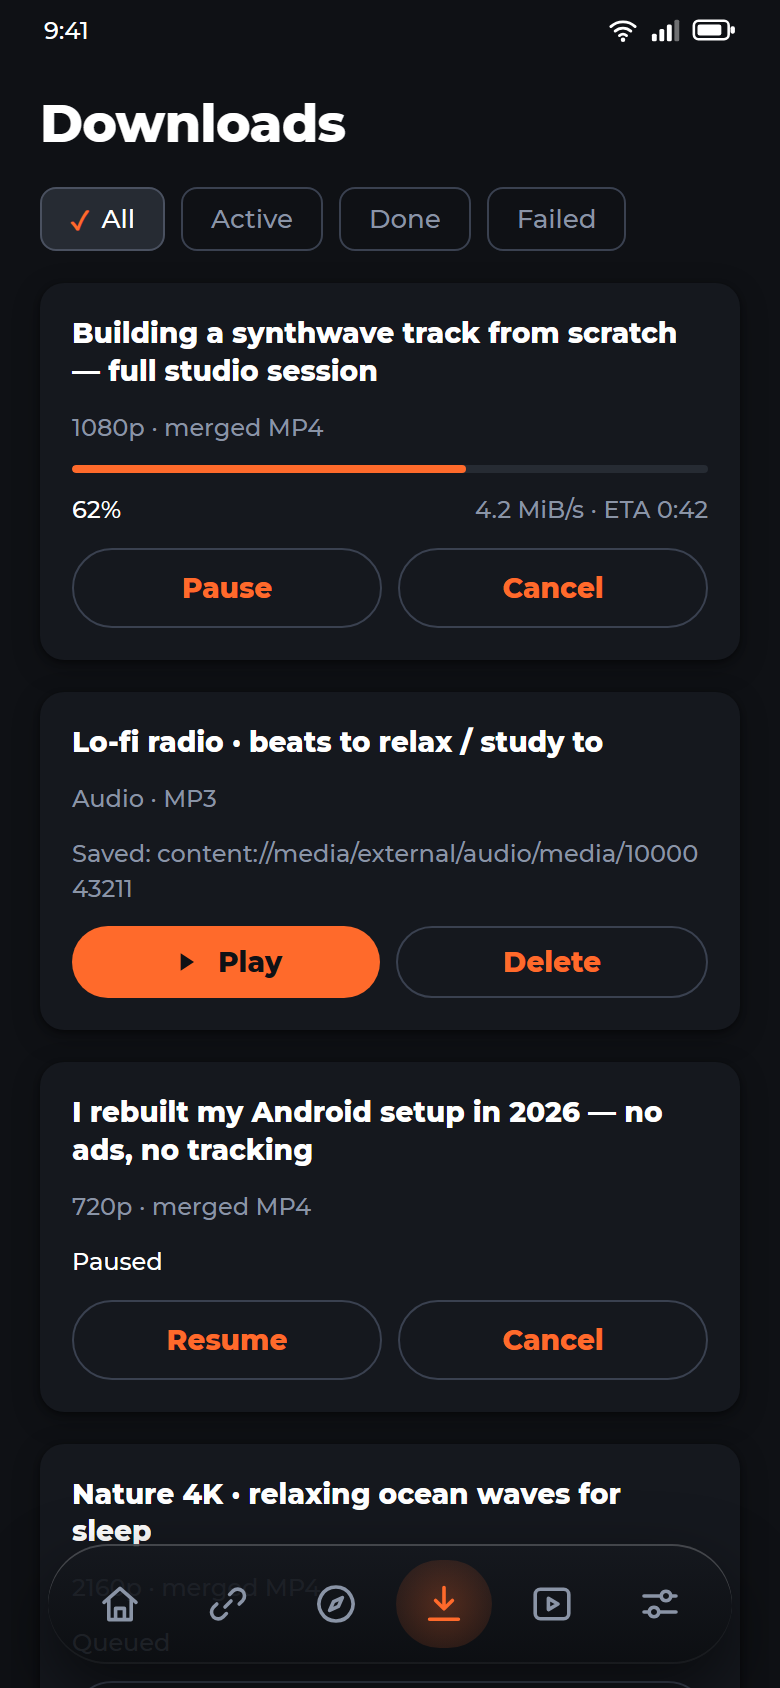 9:41
Downloads
✓ All
Active
Done
Failed
Building a synthwave track from scratch
— full studio session
1080p · merged MP4
62%
4.2 MiB/s · ETA 0:42
Pause
Cancel
Lo-fi radio · beats to relax / study to
Audio · MP3
Saved: content://media/external/audio/media/10000
43211
Play
Delete
I rebuilt my Android setup in 2026 — no
ads, no tracking
720p · merged MP4
Paused
Resume
Cancel
Nature 4K · relaxing ocean waves for
sleep
2160p · merged MP4
Queued